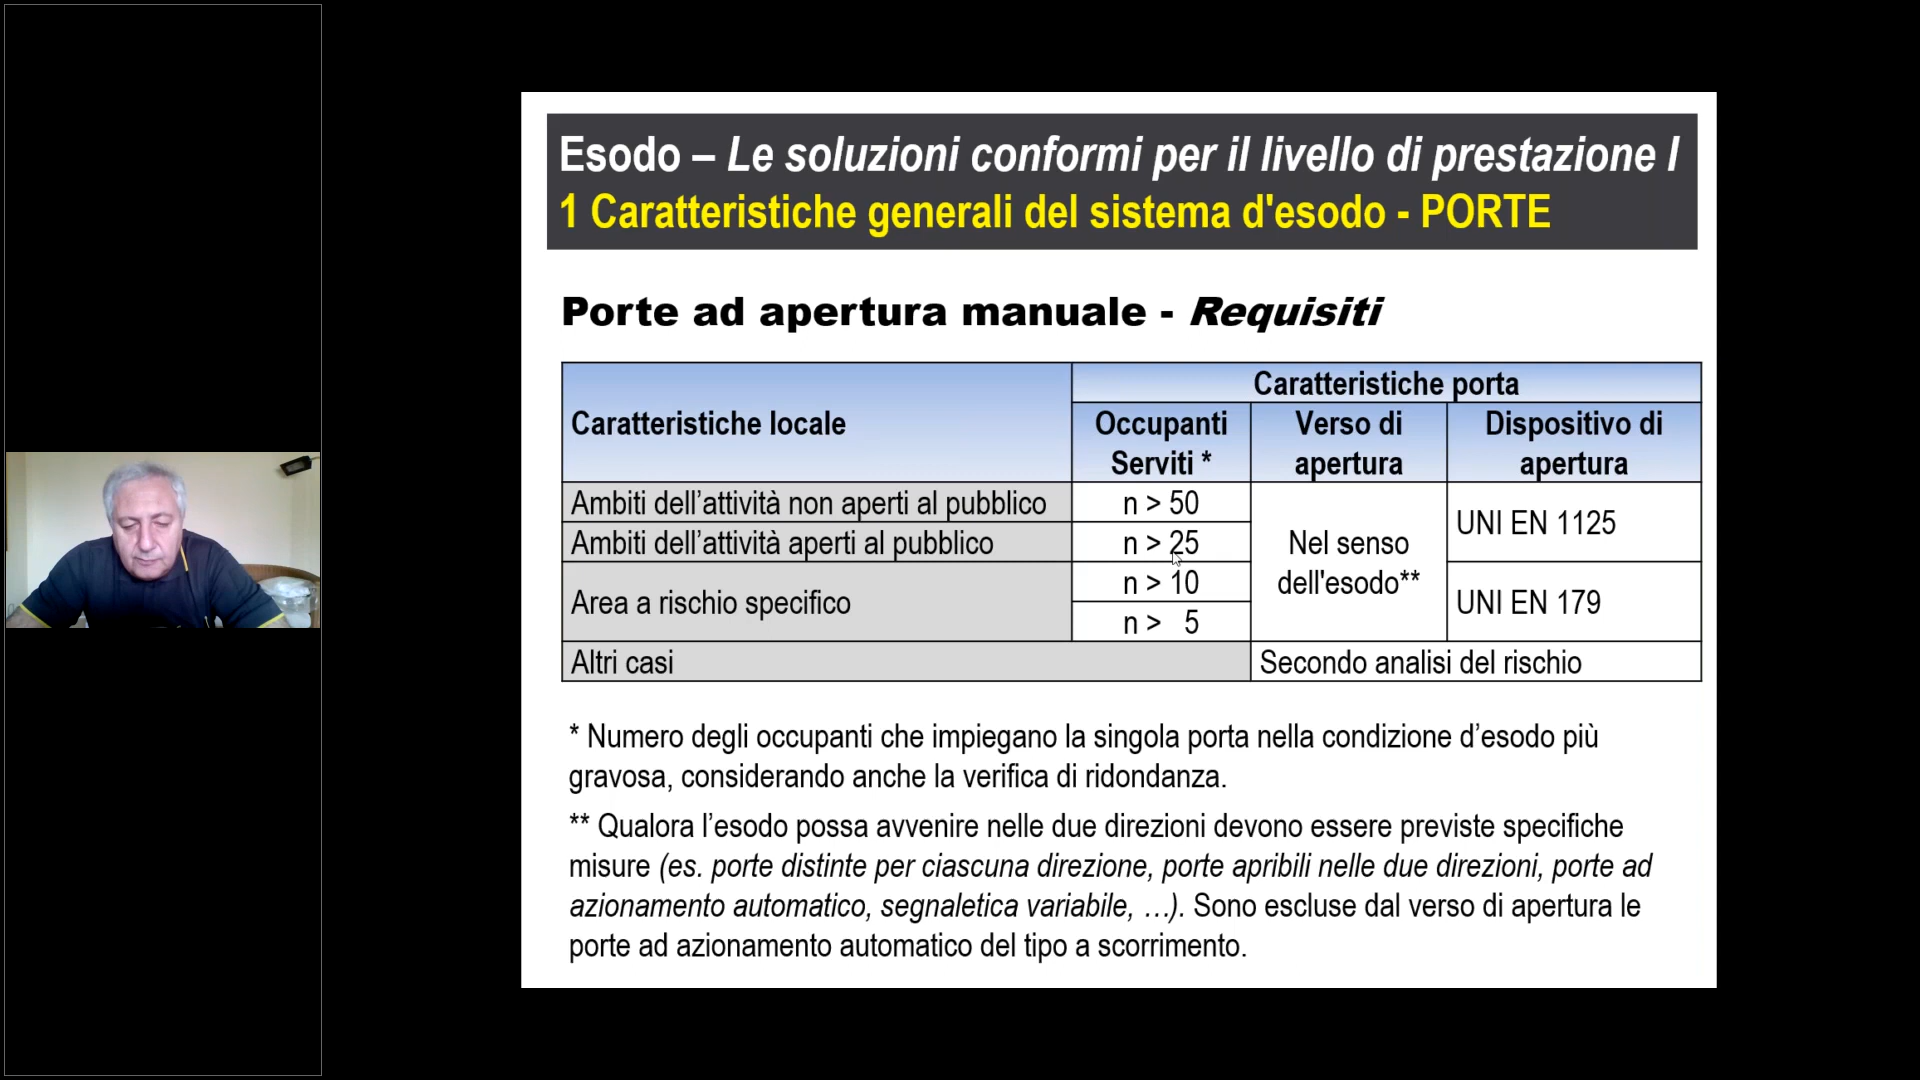 Esodo – Le soluzioni conformi per il livello di prestazione I
1 Caratteristiche generali del sistema d'esodo - PORTE
Porte ad apertura manuale - Requisiti
Caratteristiche locale
Caratteristiche porta
Occupanti
Serviti *
Verso di
apertura
Dispositivo di
apertura
Ambiti dell’attività non aperti al pubblico
n > 50
Ambiti dell’attività aperti al pubblico
n > 25
Nel senso
dell'esodo**
UNI EN 1125
Area a rischio specifico
n > 10
n > 5
UNI EN 179
Altri casi
Secondo analisi del rischio
* Numero degli occupanti che impiegano la singola porta nella condizione d’esodo più
gravosa, considerando anche la verifica di ridondanza.
** Qualora l’esodo possa avvenire nelle due direzioni devono essere previste specifiche
misure (es. porte distinte per ciascuna direzione, porte apribili nelle due direzioni, porte ad
azionamento automatico, segnaletica variabile, …). Sono escluse dal verso di apertura le
porte ad azionamento automatico del tipo a scorrimento.